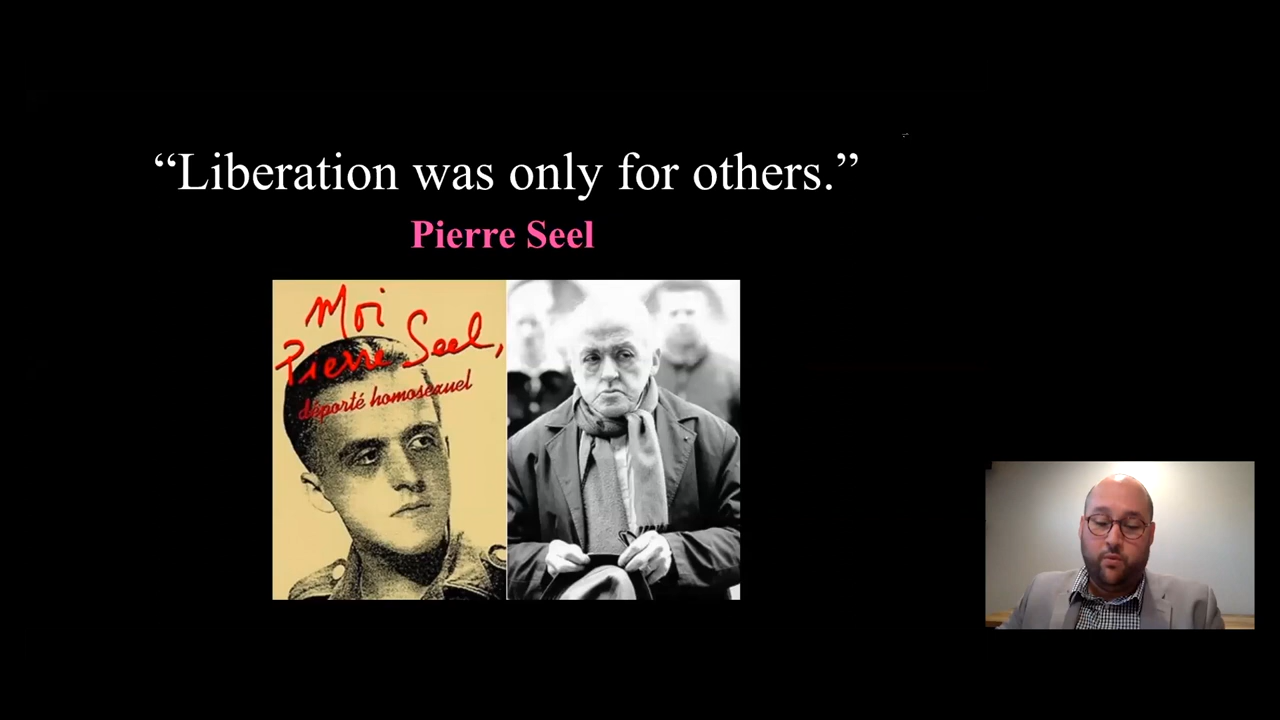 “Liberation was only for others.”
Pierre Seel
Moi
Pierre Seel,
déporté homosexuel